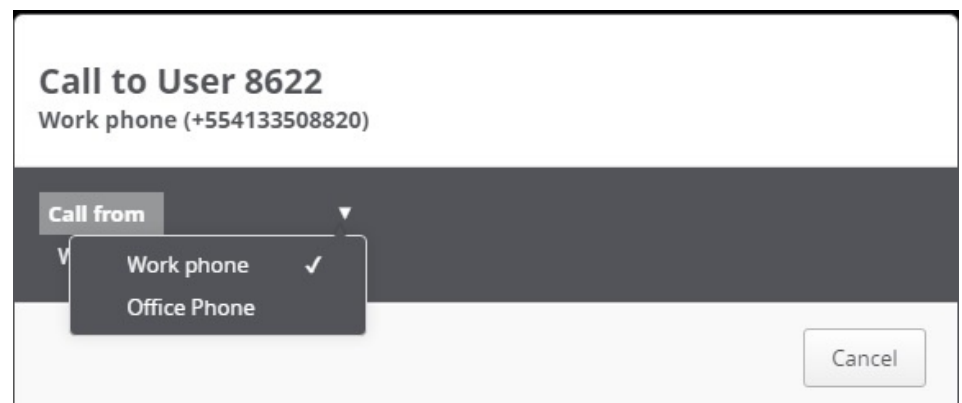 Call to User 8622
Work phone (+554133508820)
Call from ▼
Work phone ✓
Office Phone
Cancel